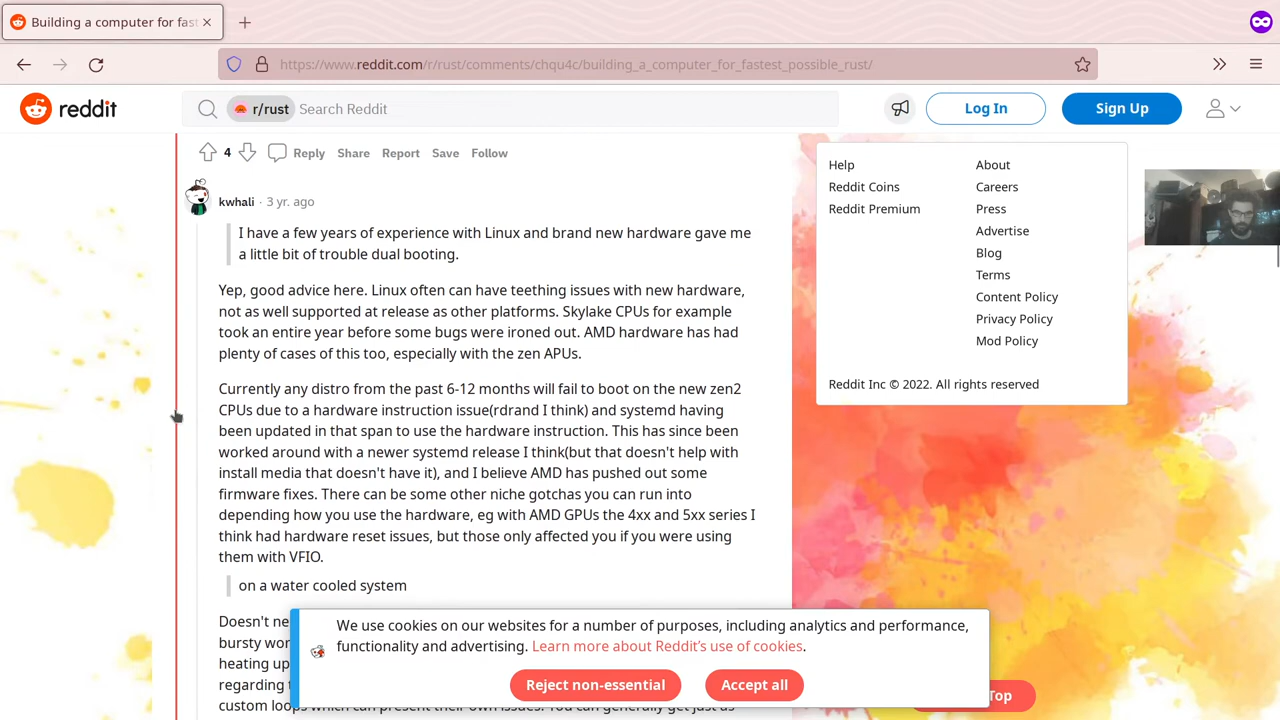 Building a computer for fast
https://www.reddit.com/r/rust/comments/chqu4c/building_a_computer_for_fastest_possible_rust/
reddit
r/rust
Search Reddit
Log In
Sign Up
4
Reply
Share
Report
Save
Follow
kwhali · 3 yr. ago
I have a few years of experience with Linux and brand new hardware gave me
a little bit of trouble dual booting.
Yep, good advice here. Linux often can have teething issues with new hardware,
not as well supported at release as other platforms. Skylake CPUs for example
took an entire year before some bugs were ironed out. AMD hardware has had
plenty of cases of this too, especially with the zen APUs.
Currently any distro from the past 6-12 months will fail to boot on the new zen2
CPUs due to a hardware instruction issue(rdrand I think) and systemd having
been updated in that span to use the hardware instruction. This has since been
worked around with a newer systemd release I think(but that doesn't help with
install media that doesn't have it), and I believe AMD has pushed out some
firmware fixes. There can be some other niche gotchas you can run into
depending how you use the hardware, eg with AMD GPUs the 4xx and 5xx series I
think had hardware reset issues, but those only affected you if you were using
them with VFIO.
on a water cooled system
Doesn't ne
bursty wor
heating up
regarding t
custom loops which can present their own issues. You can generally get just as
Help
Reddit Coins
Reddit Premium
About
Careers
Press
Advertise
Blog
Terms
Content Policy
Privacy Policy
Mod Policy
Reddit Inc © 2022. All rights reserved
We use cookies on our websites for a number of purposes, including analytics and performance,
functionality and advertising. Learn more about Reddit's use of cookies.
Reject non-essential
Accept all
Top